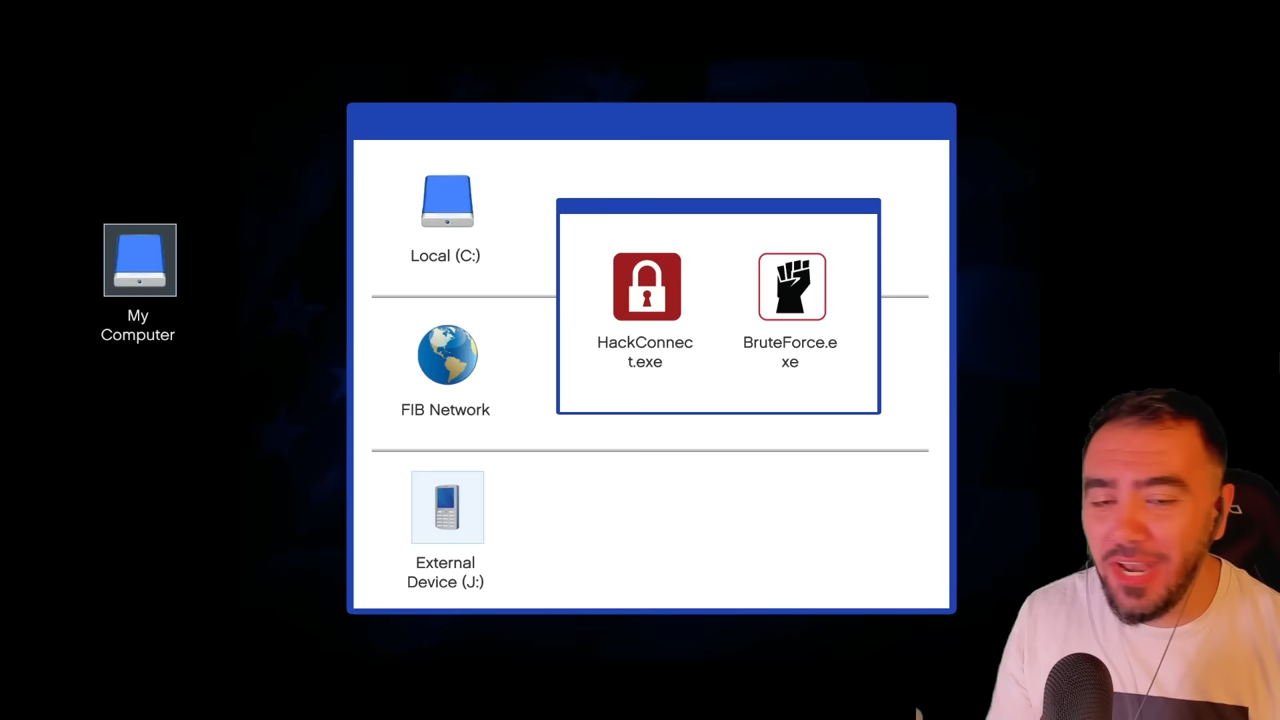 My
Computer
Local (C:)
HackConnec
t.exe
BruteForce.e
xe
FIB Network
External
Device (J:)